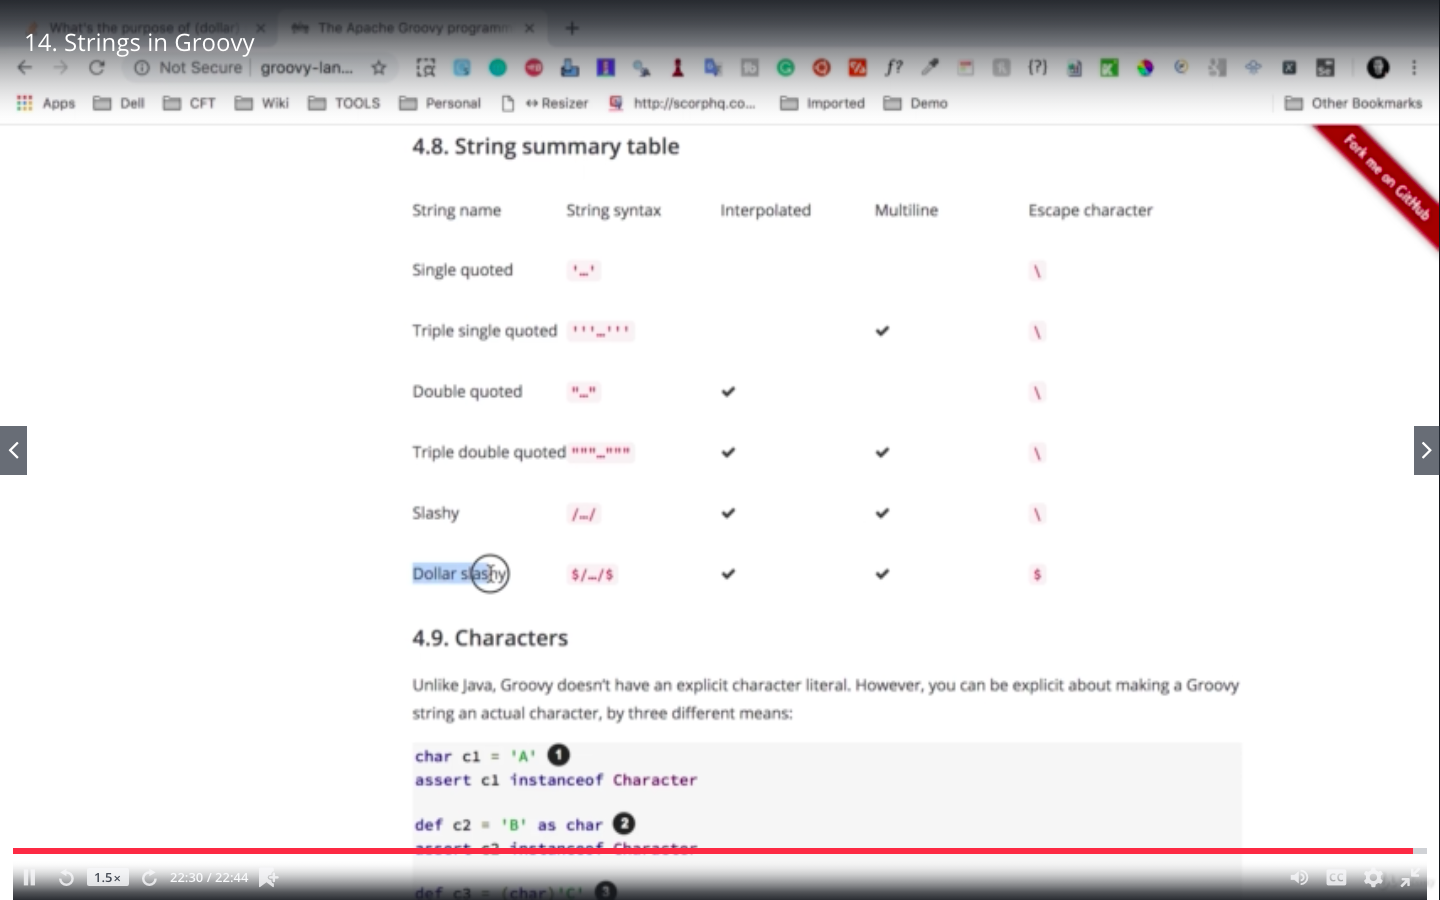 What's the purpose of (dollar)
The Apache Groovy programm
14. Strings in Groovy
Not Secure groovy-lan...
f? {?}
Apps Dell CFT Wiki TOOLS Personal ↔ Resizer http://scorphq.co... Imported Demo Other Bookmarks
Fork me on GitHub
4.8. String summary table
String name String syntax Interpolated Multiline Escape character
Single quoted '…' \
Triple single quoted '''…''' ✔ \
Double quoted "…" ✔ \
Triple double quoted """…""" ✔ ✔ \
Slashy /…/ ✔ ✔ \
Dollar slashy $/…/$ ✔ ✔ $
4.9. Characters
Unlike Java, Groovy doesn't have an explicit character literal. However, you can be explicit about making a Groovy
string an actual character, by three different means:
char c1 = 'A' 1
assert c1 instanceof Character
def c2 = 'B' as char 2
assert c2 instanceof Character
def c3 = (char)'C' 3
1.5× 22:30 / 22:44 CC